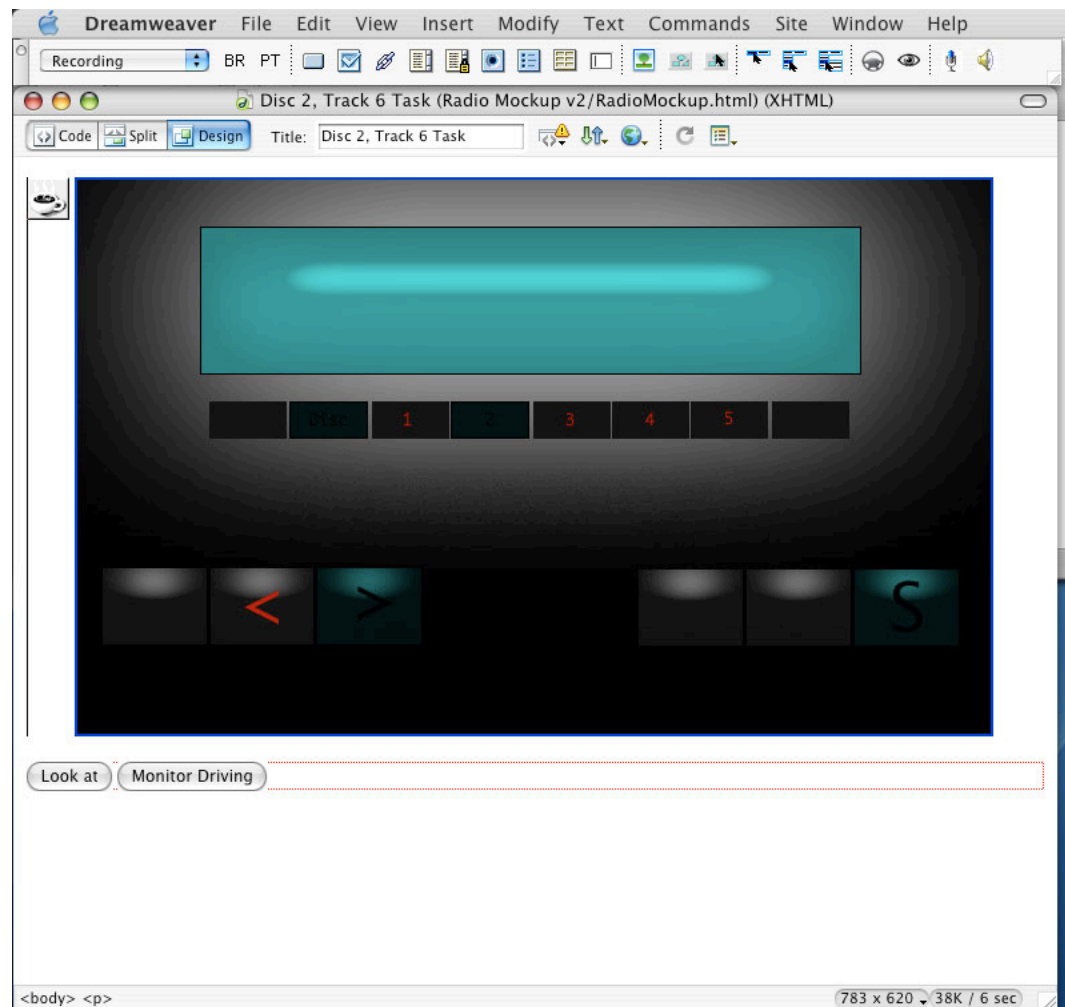 Dreamweaver File Edit View Insert Modify Text Commands Site Window Help
Recording BR PT
Disc 2, Track 6 Task (Radio Mockup v2/RadioMockup.html) (XHTML)
Code Split Design Title: Disc 2, Track 6 Task
Disc 1 2 3 4 5
< > S
Look at Monitor Driving
<body> <p> 783 x 620 38K / 6 sec